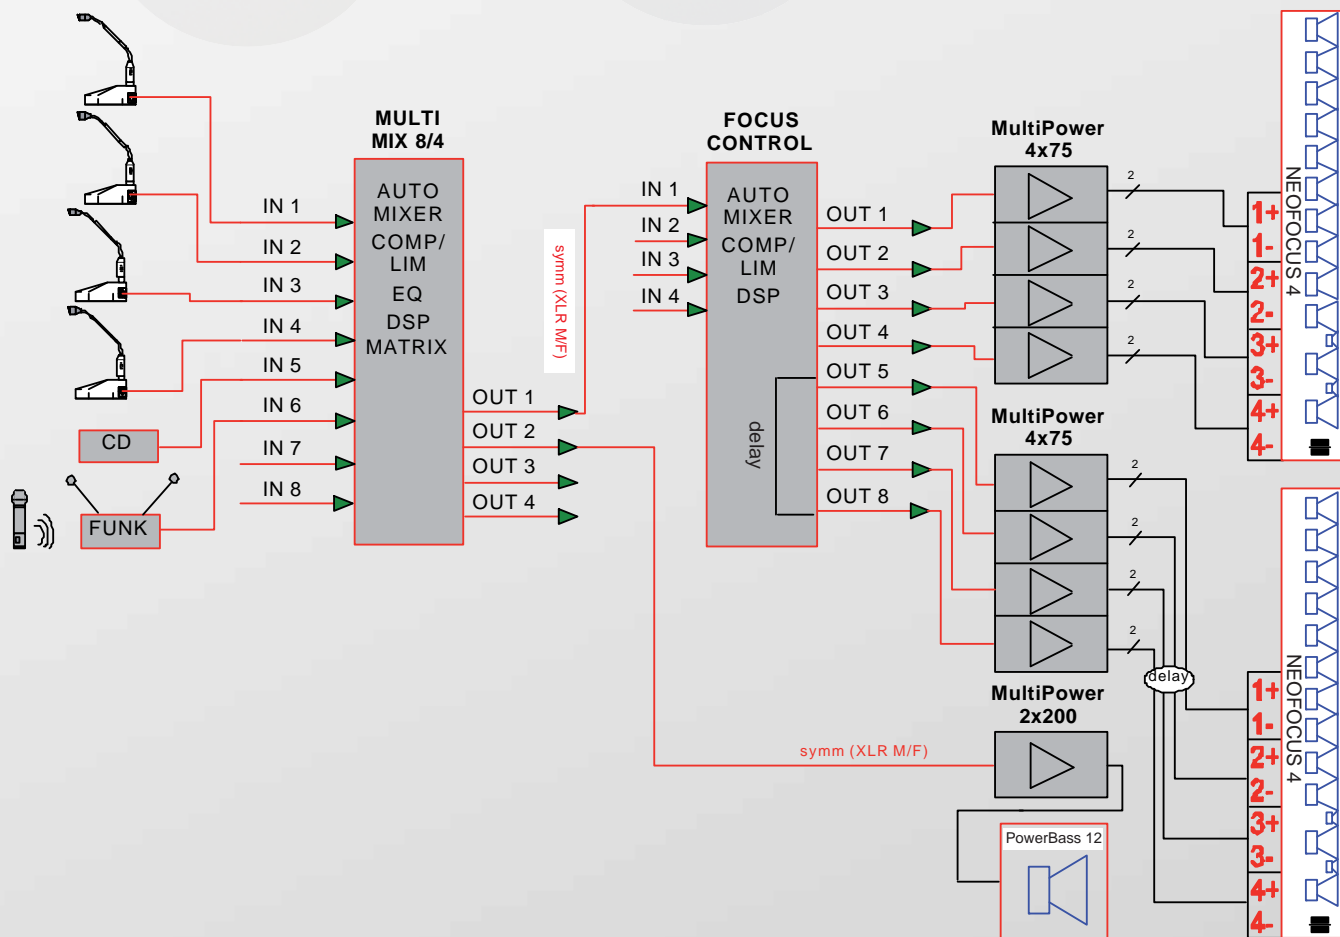 MULTI
MIX 8/4
AUTO
MIXER
COMP/
LIM
EQ
DSP
MATRIX
IN 1
IN 2
IN 3
IN 4
IN 5
IN 6
IN 7
IN 8
CD
FUNK
OUT 1
OUT 2
OUT 3
OUT 4
symm (XLR M/F)
FOCUS
CONTROL
IN 1
IN 2
IN 3
IN 4
AUTO
MIXER
COMP/
LIM
DSP
delay
OUT 1
OUT 2
OUT 3
OUT 4
OUT 5
OUT 6
OUT 7
OUT 8
MultiPower
4x75
2
2
2
2
MultiPower
4x75
2
2
2
2
delay
MultiPower
2x200
symm (XLR M/F)
PowerBass 12
NEOFOCUS 4
1+
1-
2+
2-
3+
3-
4+
4-
NEOFOCUS 4
1+
1-
2+
2-
3+
3-
4+
4-